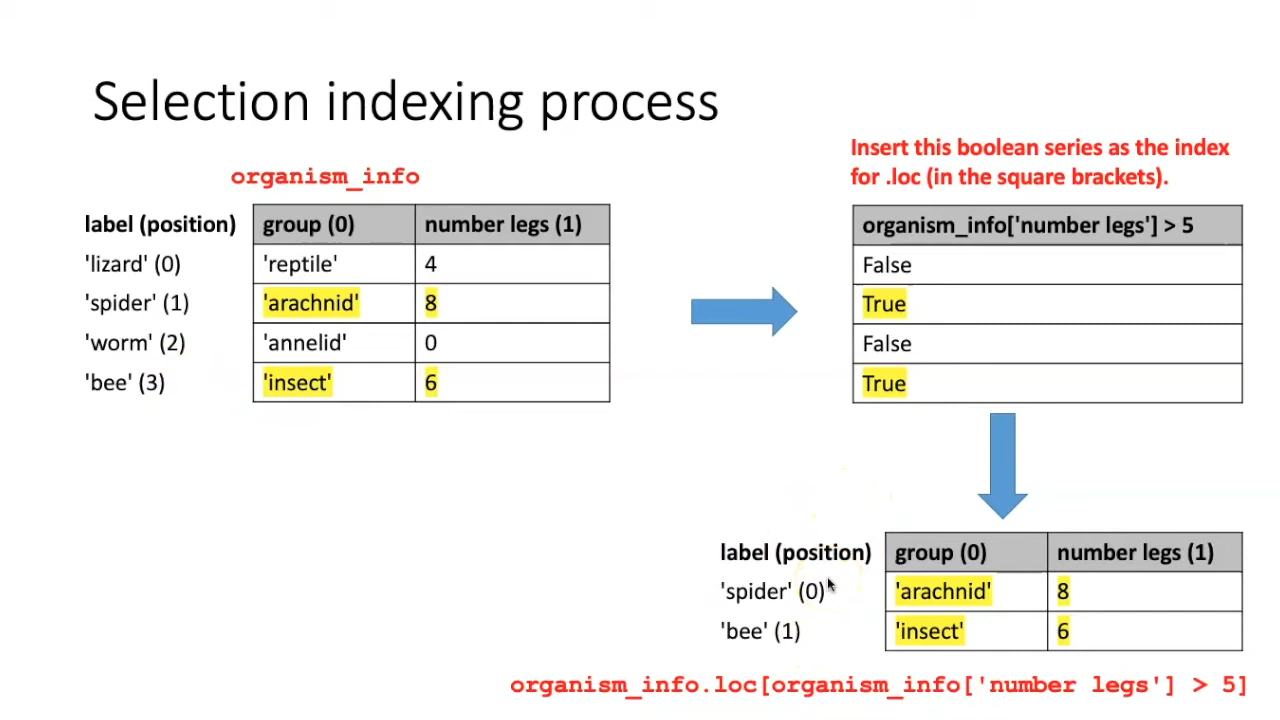 Selection indexing process
organism_info
label (position) group (0) number legs (1)
'lizard' (0) 'reptile' 4
'spider' (1) 'arachnid' 8
'worm' (2) 'annelid' 0
'bee' (3) 'insect' 6
Insert this boolean series as the index
for .loc (in the square brackets).
organism_info['number legs'] > 5
False
True
False
True
label (position) group (0) number legs (1)
'spider' (0) 'arachnid' 8
'bee' (1) 'insect' 6
organism_info.loc[organism_info['number legs'] > 5]